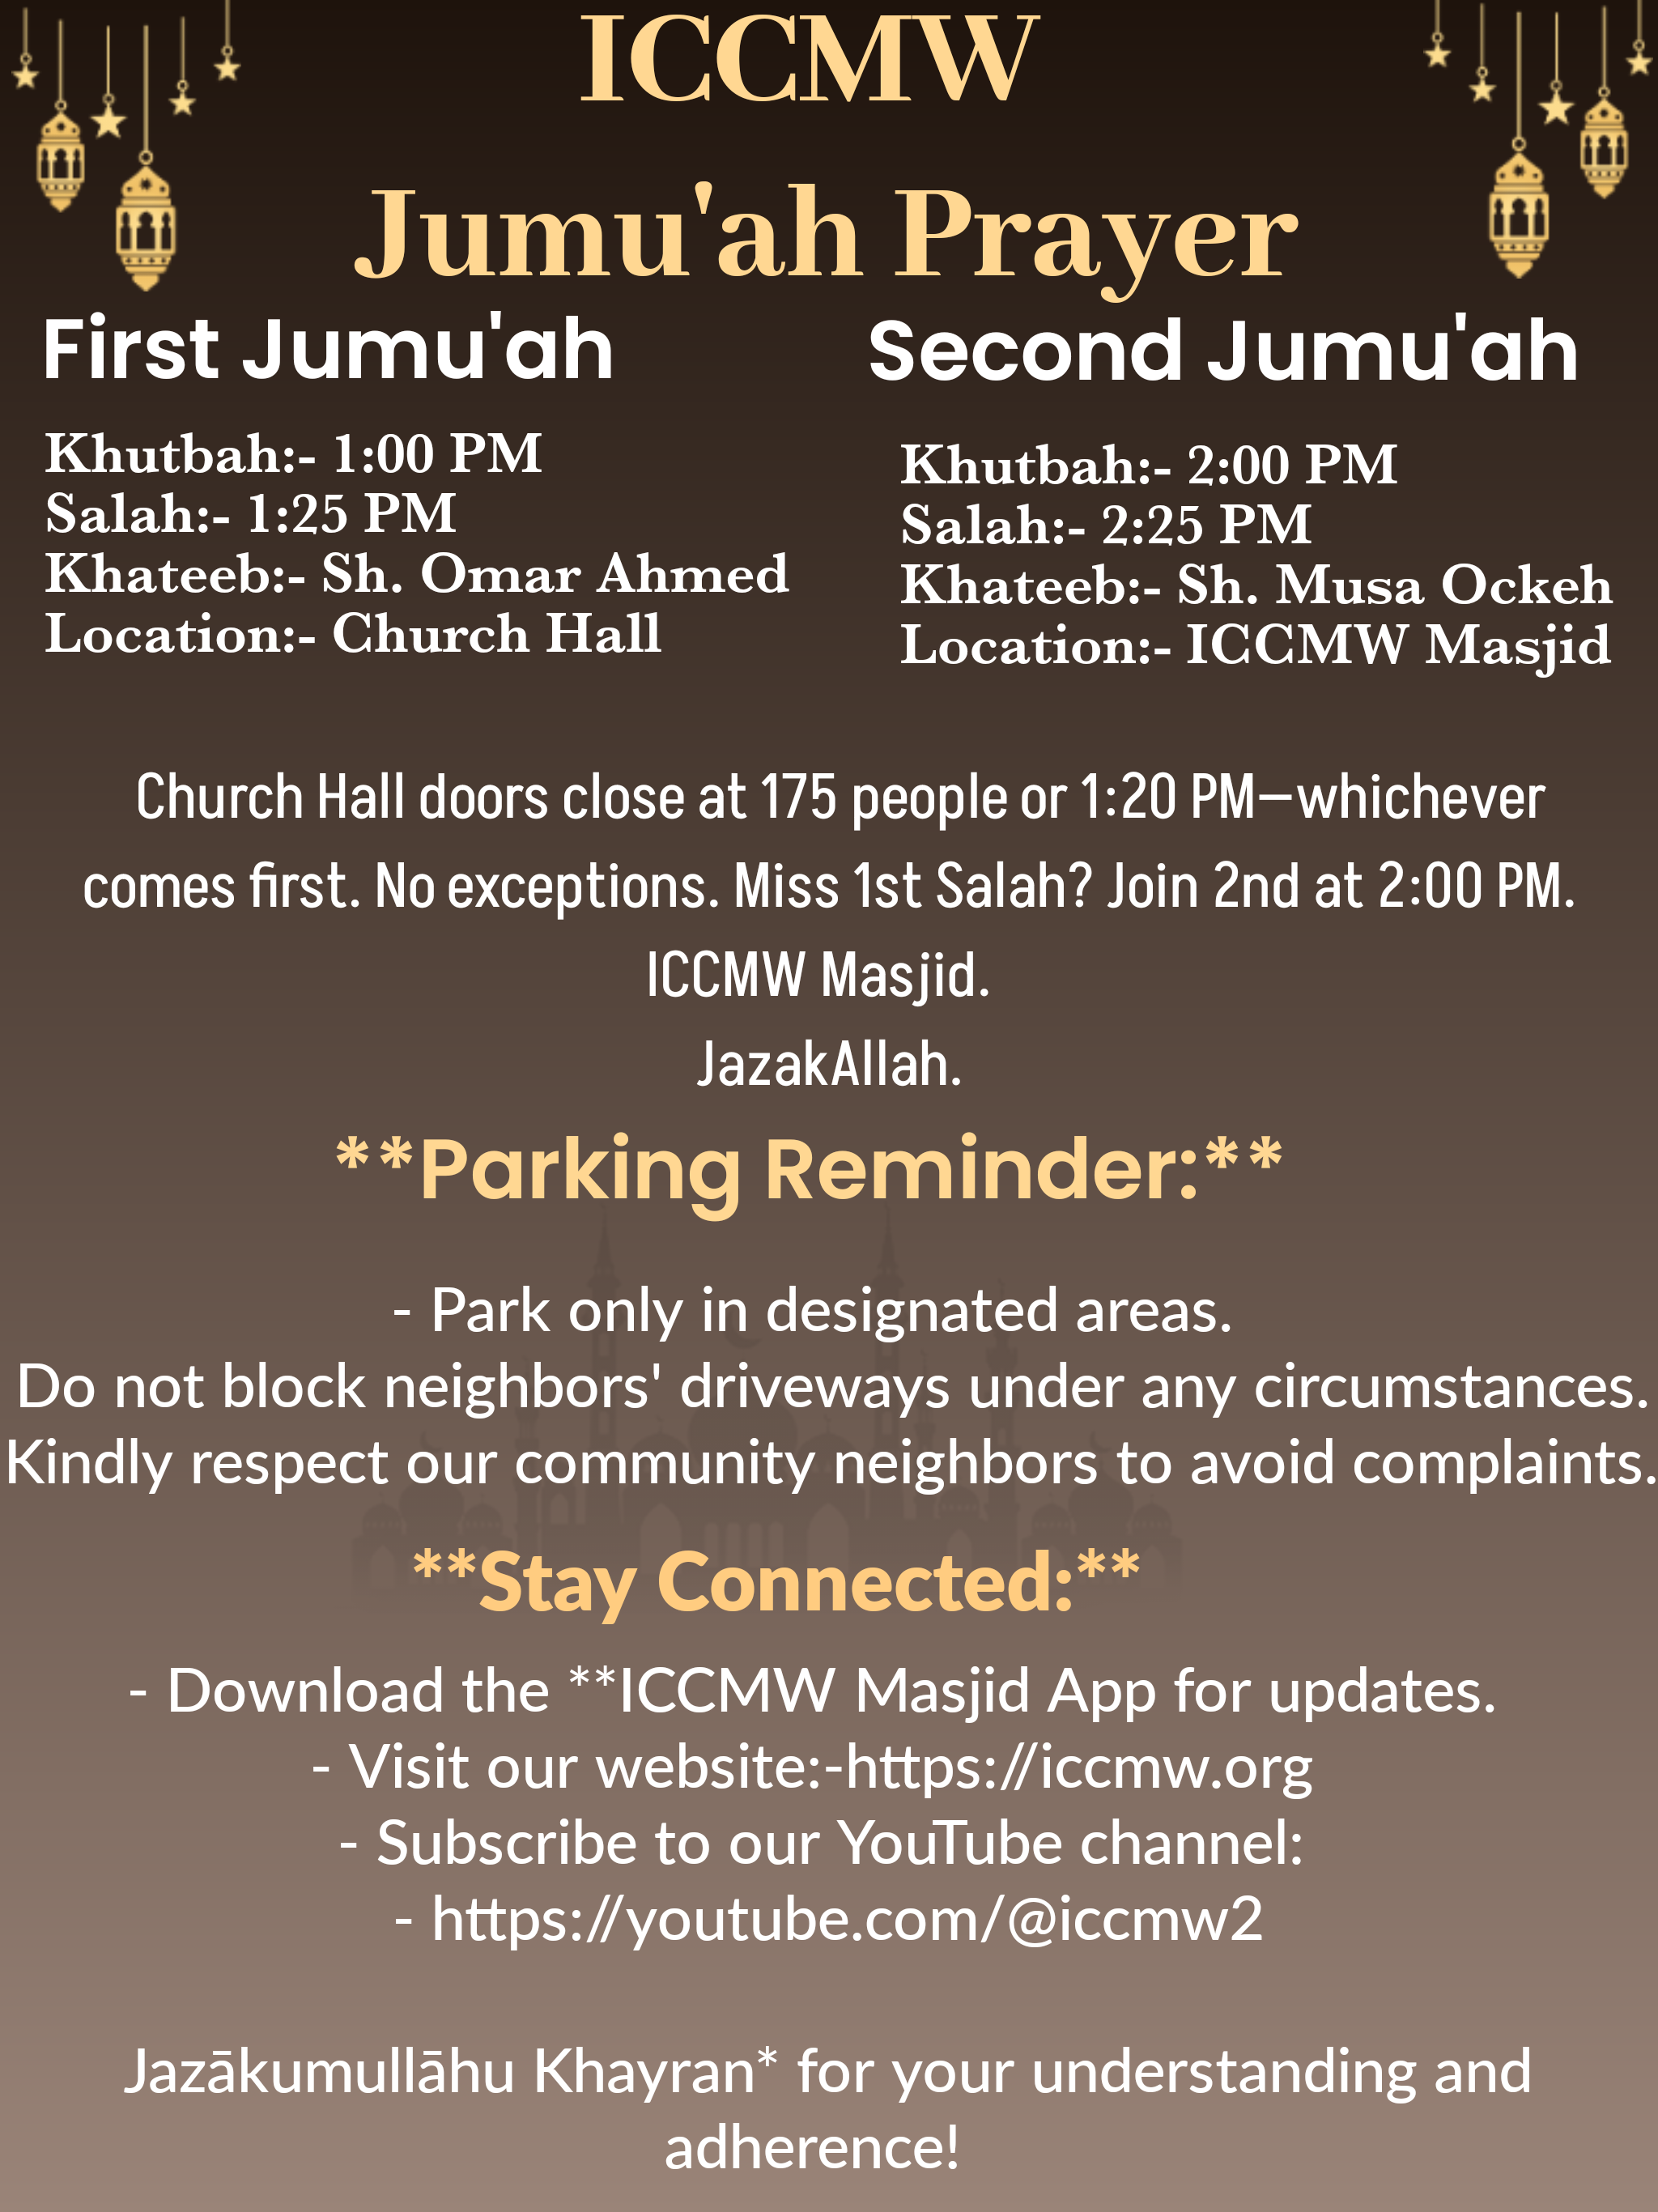 ICCMW
Jumu'ah Prayer
First Jumu'ah
Khutbah:- 1:00 PM
Salah:- 1:25 PM
Khateeb:- Sh. Omar Ahmed
Location:- Church Hall
Second Jumu'ah
Khutbah:- 2:00 PM
Salah:- 2:25 PM
Khateeb:- Sh. Musa Ockeh
Location:- ICCMW Masjid
Church Hall doors close at 175 people or 1:20 PM—whichever
comes first. No exceptions. Miss 1st Salah? Join 2nd at 2:00 PM.
ICCMW Masjid.
JazakAllah.
**Parking Reminder:**
- Park only in designated areas.
Do not block neighbors' driveways under any circumstances.
Kindly respect our community neighbors to avoid complaints.
**Stay Connected:**
- Download the **ICCMW Masjid App for updates.
- Visit our website:-https://iccmw.org
- Subscribe to our YouTube channel:
- https://youtube.com/@iccmw2
Jazākumullāhu Khayran* for your understanding and
adherence!